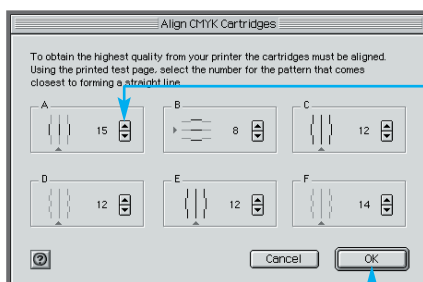 Align CMYK Cartridges
To obtain the highest quality from your printer the cartridges must be aligned.
Using the printed test page, select the number for the pattern that comes
closest to forming a straight line.
A B C
15 8 12
D E F
12 12 14
? Cancel OK